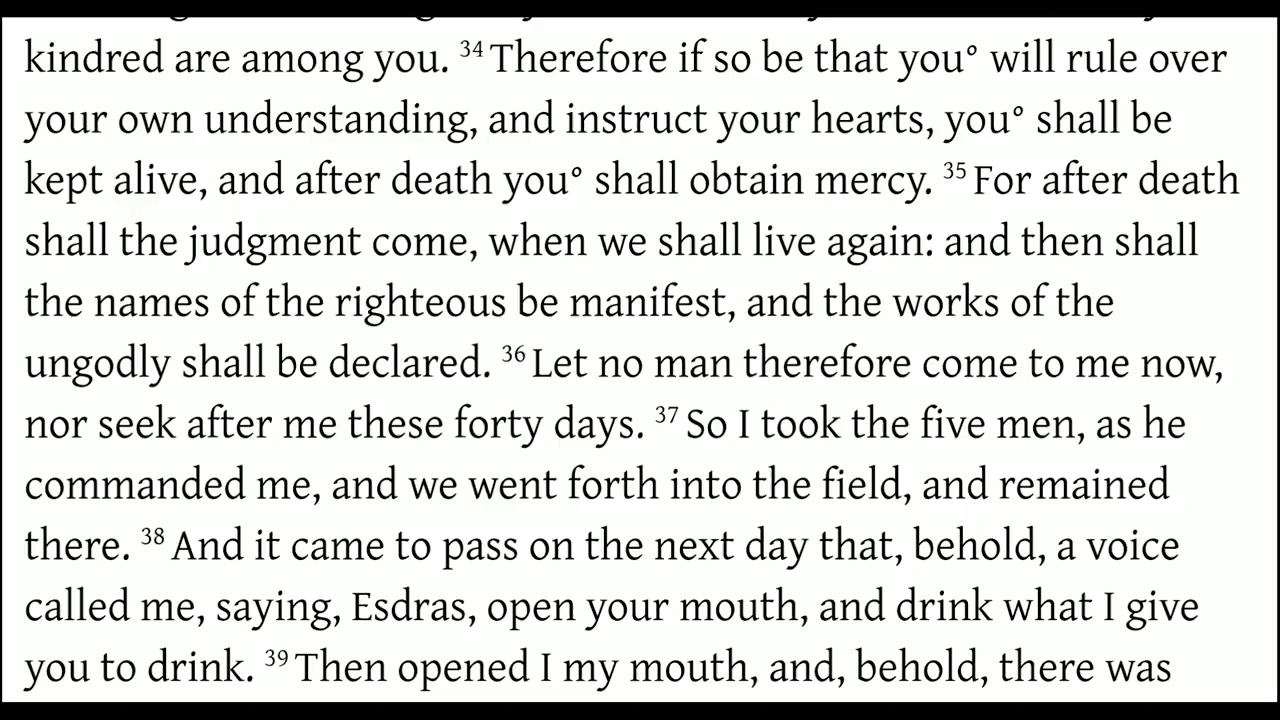 kindred are among you. 34 Therefore if so be that you° will rule over
your own understanding, and instruct your hearts, you° shall be
kept alive, and after death you° shall obtain mercy. 35 For after death
shall the judgment come, when we shall live again: and then shall
the names of the righteous be manifest, and the works of the
ungodly shall be declared. 36 Let no man therefore come to me now,
nor seek after me these forty days. 37 So I took the five men, as he
commanded me, and we went forth into the field, and remained
there. 38 And it came to pass on the next day that, behold, a voice
called me, saying, Esdras, open your mouth, and drink what I give
you to drink. 39 Then opened I my mouth, and, behold, there was